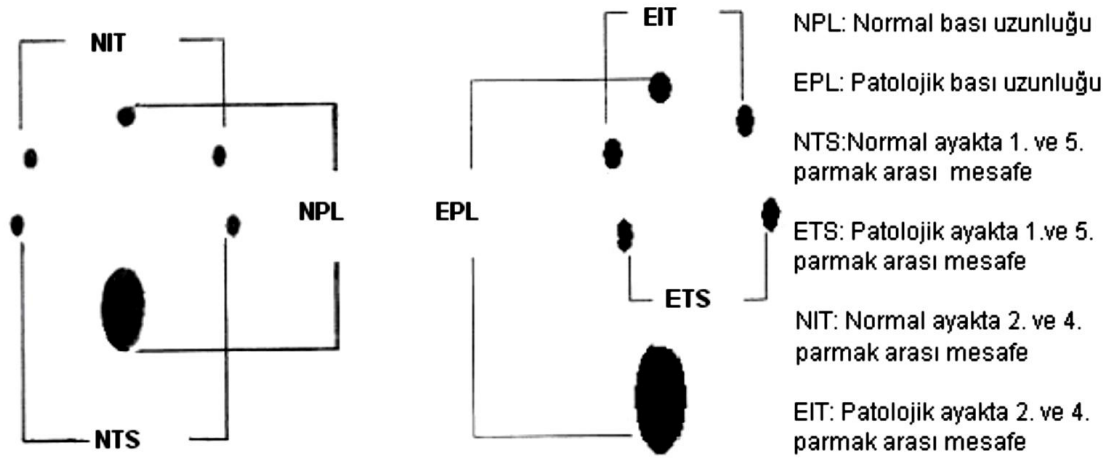 NIT
NPL
NTS
EIT
EPL
ETS
NPL: Normal bası uzunluğu
EPL: Patolojik bası uzunluğu
NTS:Normal ayakta 1. ve 5.
parmak arası mesafe
ETS: Patolojik ayakta 1.ve 5.
parmak arası mesafe
NIT: Normal ayakta 2. ve 4.
parmak arası mesafe
EIT: Patolojik ayakta 2. ve 4.
parmak arası mesafe